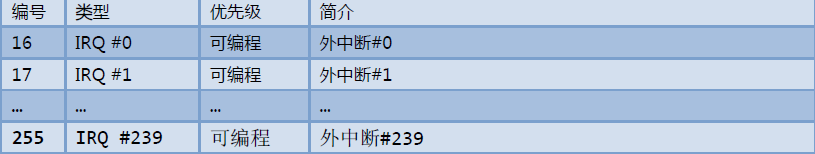 编号 类型 优先级 简介
16 IRQ #0 可编程 外中断#0
17 IRQ #1 可编程 外中断#1
… … … …
255 IRQ #239 可编程 外中断#239